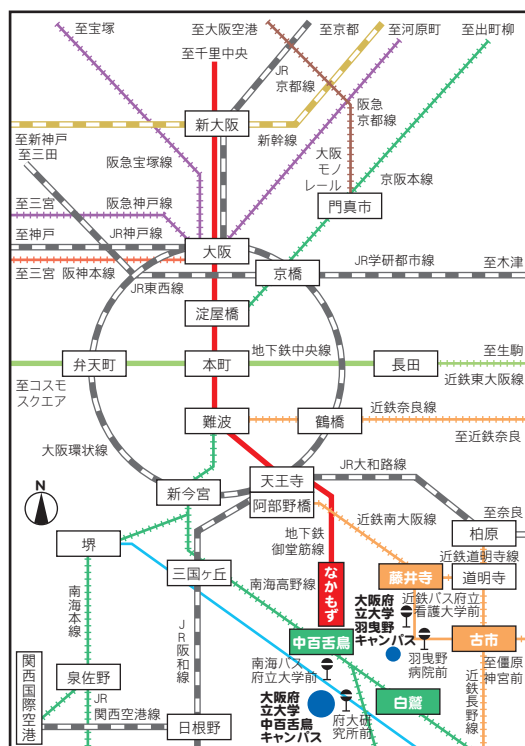 至宝塚
至大阪空港
至京都
至河原町
至出町柳
至千里中央
JR
京都線
阪急
京都線
新大阪
新幹線
至新神戸
至三田
阪急宝塚線
大阪
モノ
レール
京阪本線
門真市
至三宮
阪急神戸線
至神戸
JR神戸線
大阪
至三宮
阪神本線
京橋
JR学研都市線
至木津
JR東西線
淀屋橋
弁天町
本町
地下鉄中央線
長田
至生駒
近鉄東大阪線
至コスモ
スクエア
難波
鶴橋
近鉄奈良線
至近鉄奈良
大阪環状線
天王寺
JR大和路線
新今宮
阿部野橋
N
至奈良
堺
地下鉄
御堂筋線
近鉄南大阪線
柏原
近鉄道明寺線
三国ヶ丘
南海高野線
なかもず
藤井寺
道明寺
南海本線
JR阪和線
大阪府
立大学
羽曳野
キャンパス
近鉄バス府立
看護大学前
中百舌鳥
古市
羽曳野
病院前
至橿原
神宮前
関西国際空港
泉佐野
南海バス
府立大学前
白鷺
近鉄長野線
JR
関西空港線
日根野
大阪府
立大学
中百舌鳥
キャンパス
府大研
究所前